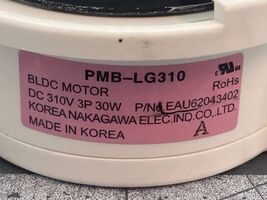 PMB-LG310
RoHs
BLDC MOTOR
DC 310V 3P 30W P/No.EAU62043402
KOREA NAKAGAWA ELEC.IND.CO.,LTD.
MADE IN KOREA A